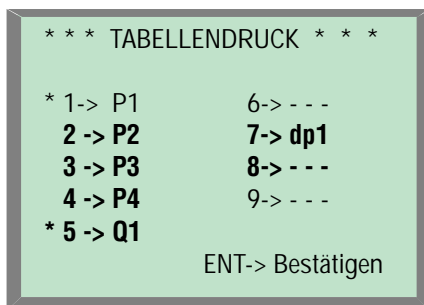 * * * TABELLENDRUCK * * *
* 1-> P1 6-> - - -
2 -> P2 7-> dp1
3 -> P3 8-> - - -
4 -> P4 9-> - - -
* 5 -> Q1
ENT-> Bestätigen